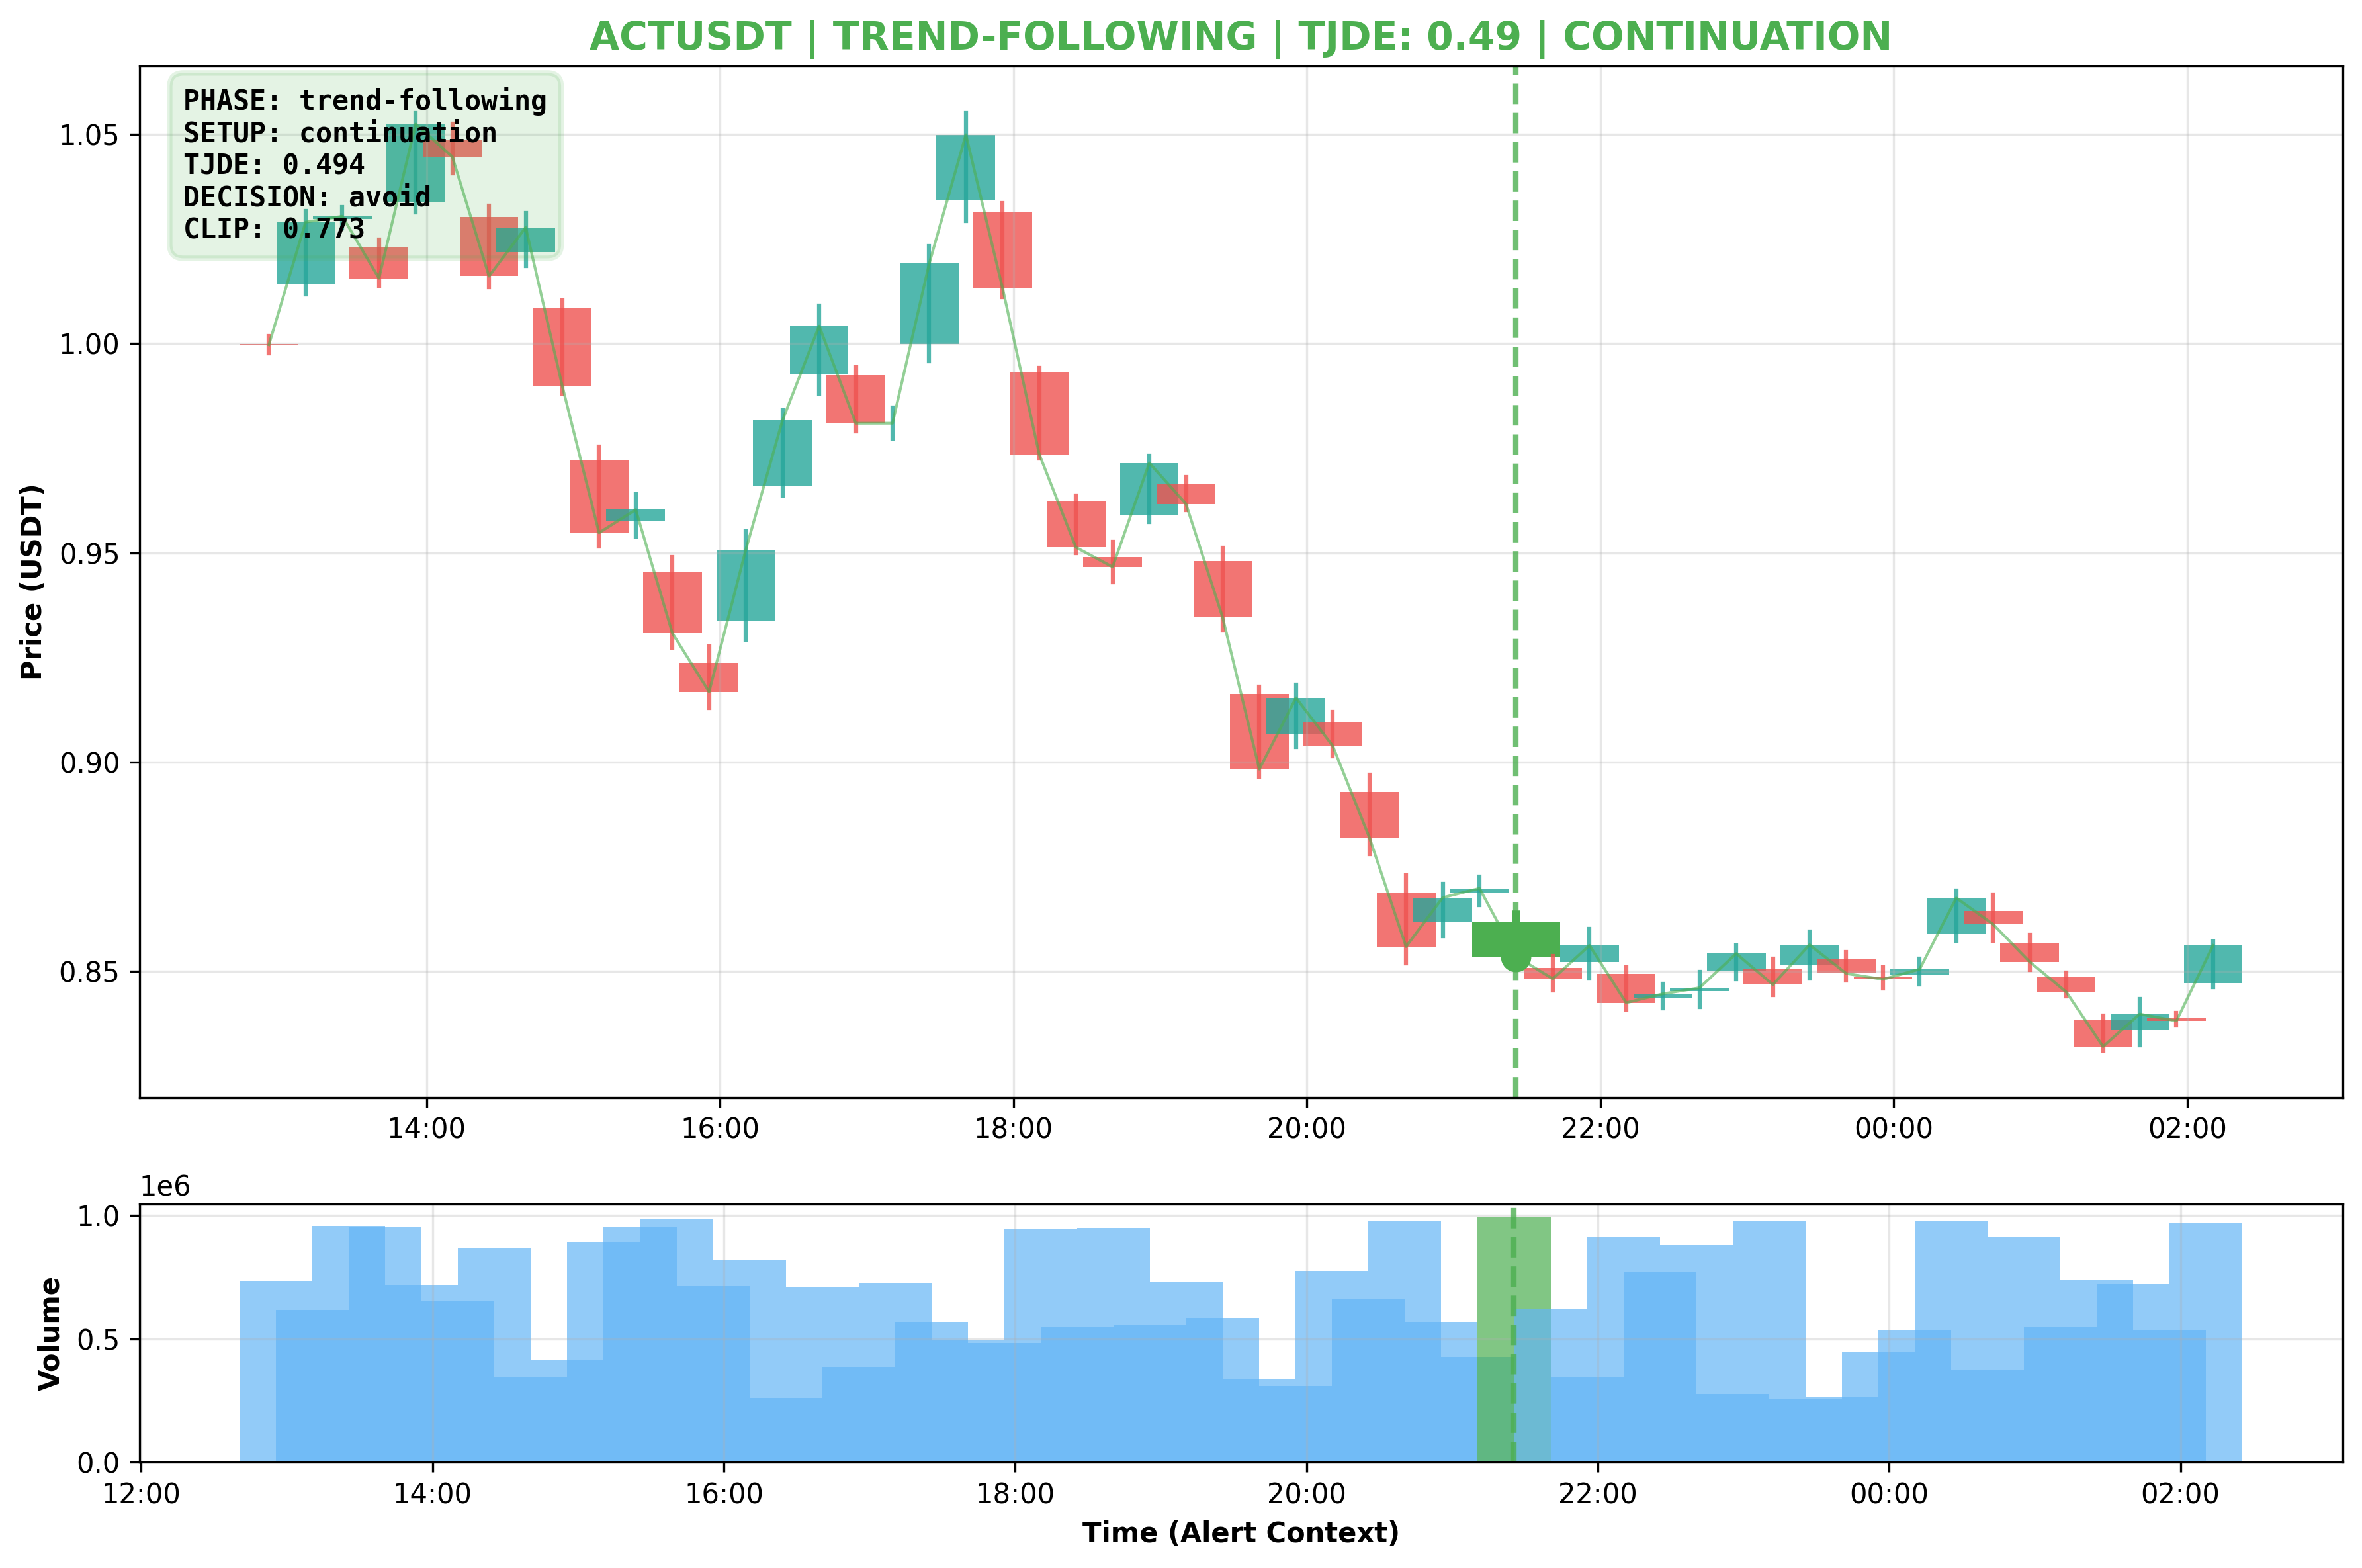 ACTUSDT | TREND-FOLLOWING | TJDE: 0.49 | CONTINUATION
PHASE: trend-following
SETUP: continuation
TJDE: 0.494
DECISION: avoid
CLIP: 0.773
Price (USDT)
1.05
1.00
0.95
0.90
0.85
14:00 16:00 18:00 20:00 22:00 00:00 02:00
1e6
Volume
1.0
0.5
0.0
12:00 14:00 16:00 18:00 20:00 22:00 00:00 02:00
Time (Alert Context)